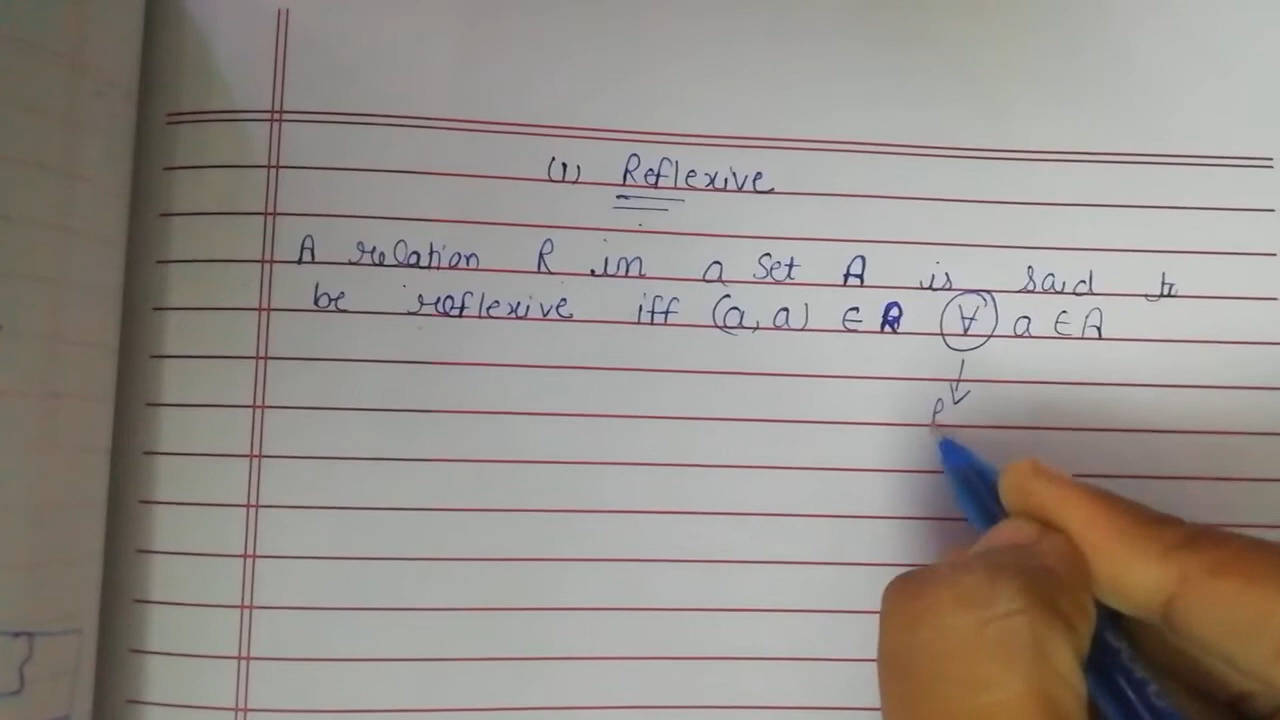 (1) Reflexive
A relation R in a set A is said to
be reflexive iff (a, a) ∈ R ∀ a ∈ A